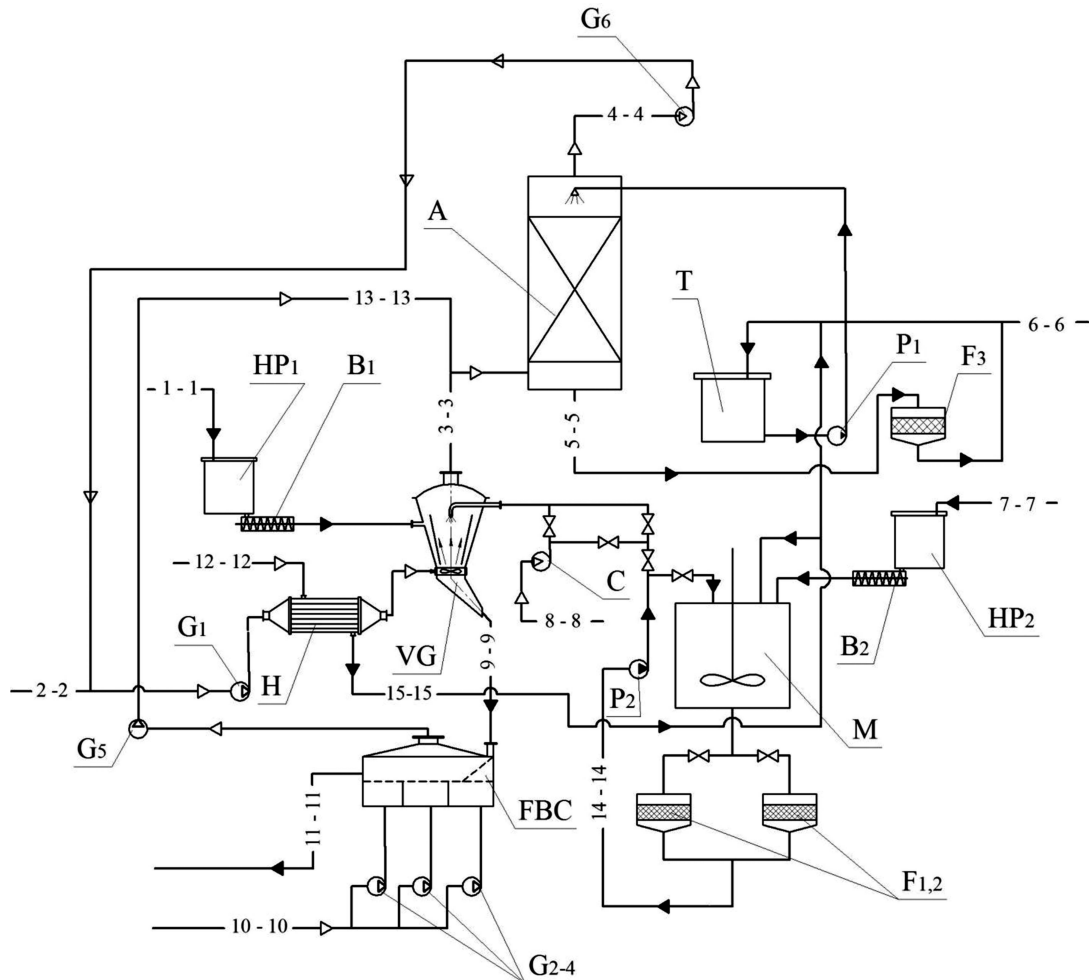 G6
4 - 4
A
13 - 13
T
6 - 6
HP1
B1
P1
F3
1 - 1
3 - 3
5 - 5
7 - 7
12 - 12
C
8 - 8
HP2
G1
H
VG
9 - 9
B2
2 - 2
15-15
P2
M
G5
11 - 11
FBC
14 - 14
F1,2
10 - 10
G2-4